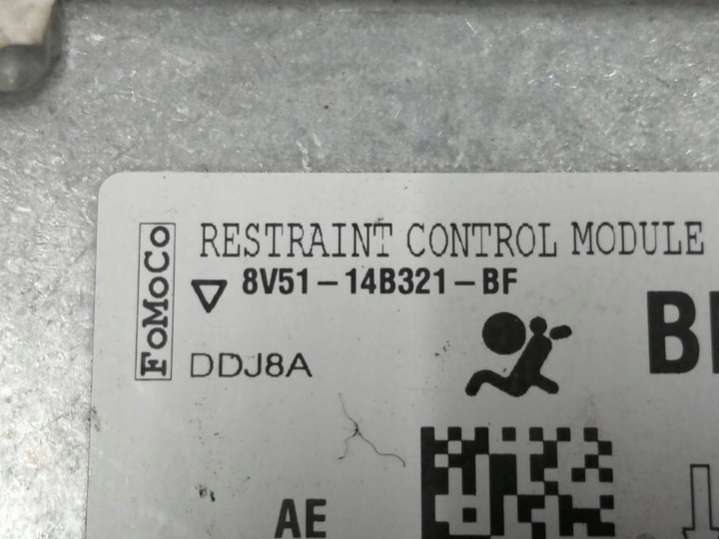 FoMoCo
RESTRAINT CONTROL MODULE
8V51-14B321-BF
DDJ8A
AE